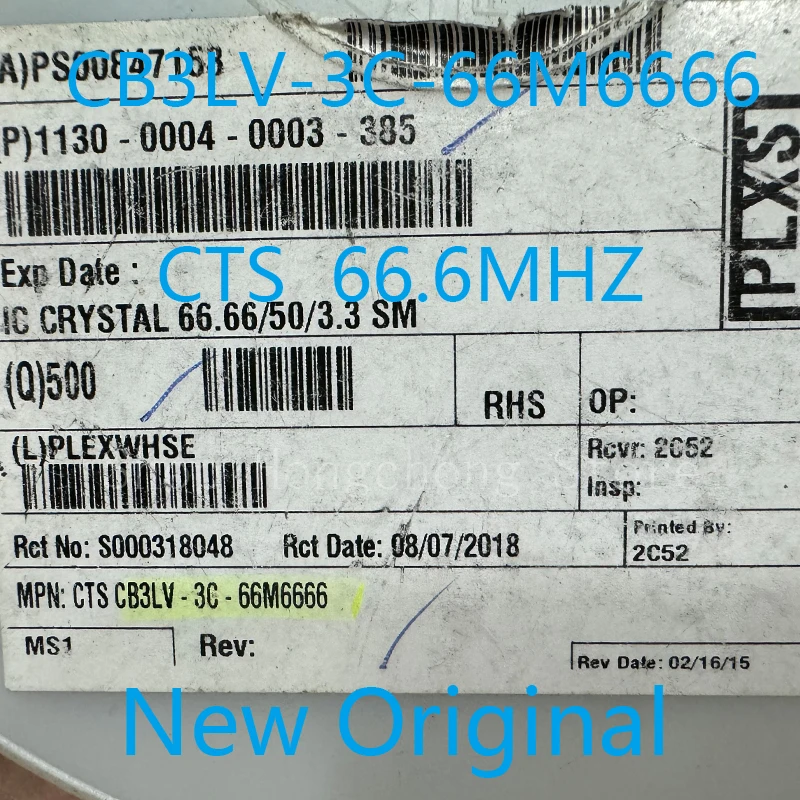 A)PS00847153
CB3LV-3C-66M6666
(P)1130 - 0004 - 0003 - 385
PLXS
Exp Date :
CTS 66.6MHZ
IC CRYSTAL 66.66/50/3.3 SM
(Q)500
RHS
OP:
(L)PLEXWHSE
Rcvr: 2C52
Insp:
Rct No: S000318048 Rct Date: 08/07/2018
Printed By:
2C52
MPN: CTS CB3LV - 3C - 66M6666
MS1
Rev:
Rev Date: 02/16/15
New Original